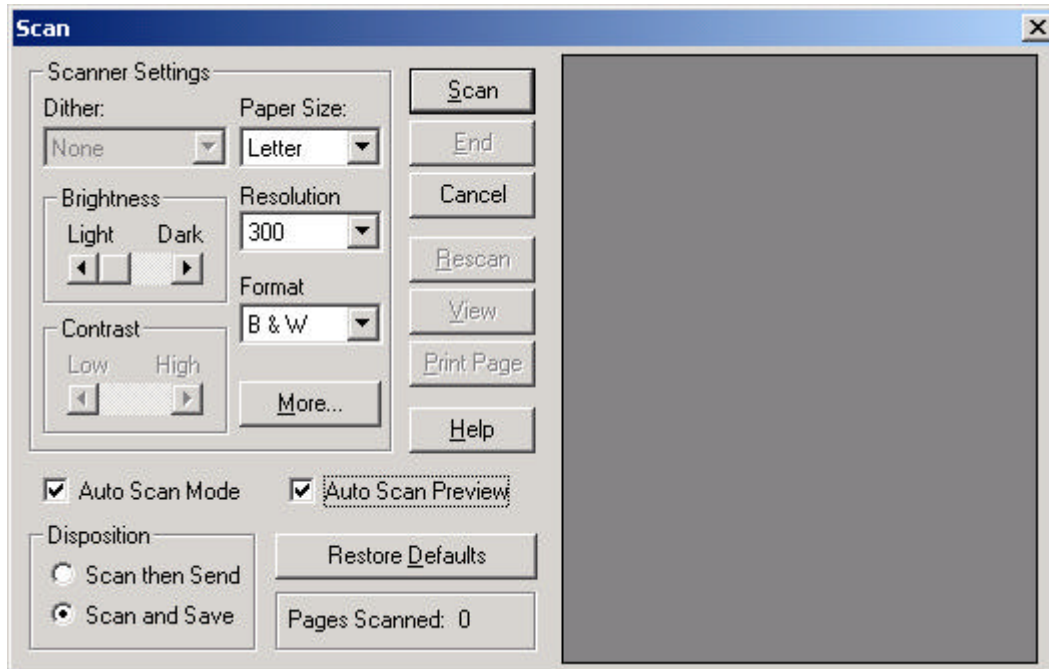 Scan
Scanner Settings
Dither:
None
Paper Size:
Letter
Brightness
Light Dark
Resolution
300
Contrast
Low High
Format
B & W
More...
Scan
End
Cancel
Rescan
View
Print Page
Help
Auto Scan Mode
Auto Scan Preview
Disposition
Scan then Send
Scan and Save
Restore Defaults
Pages Scanned: 0